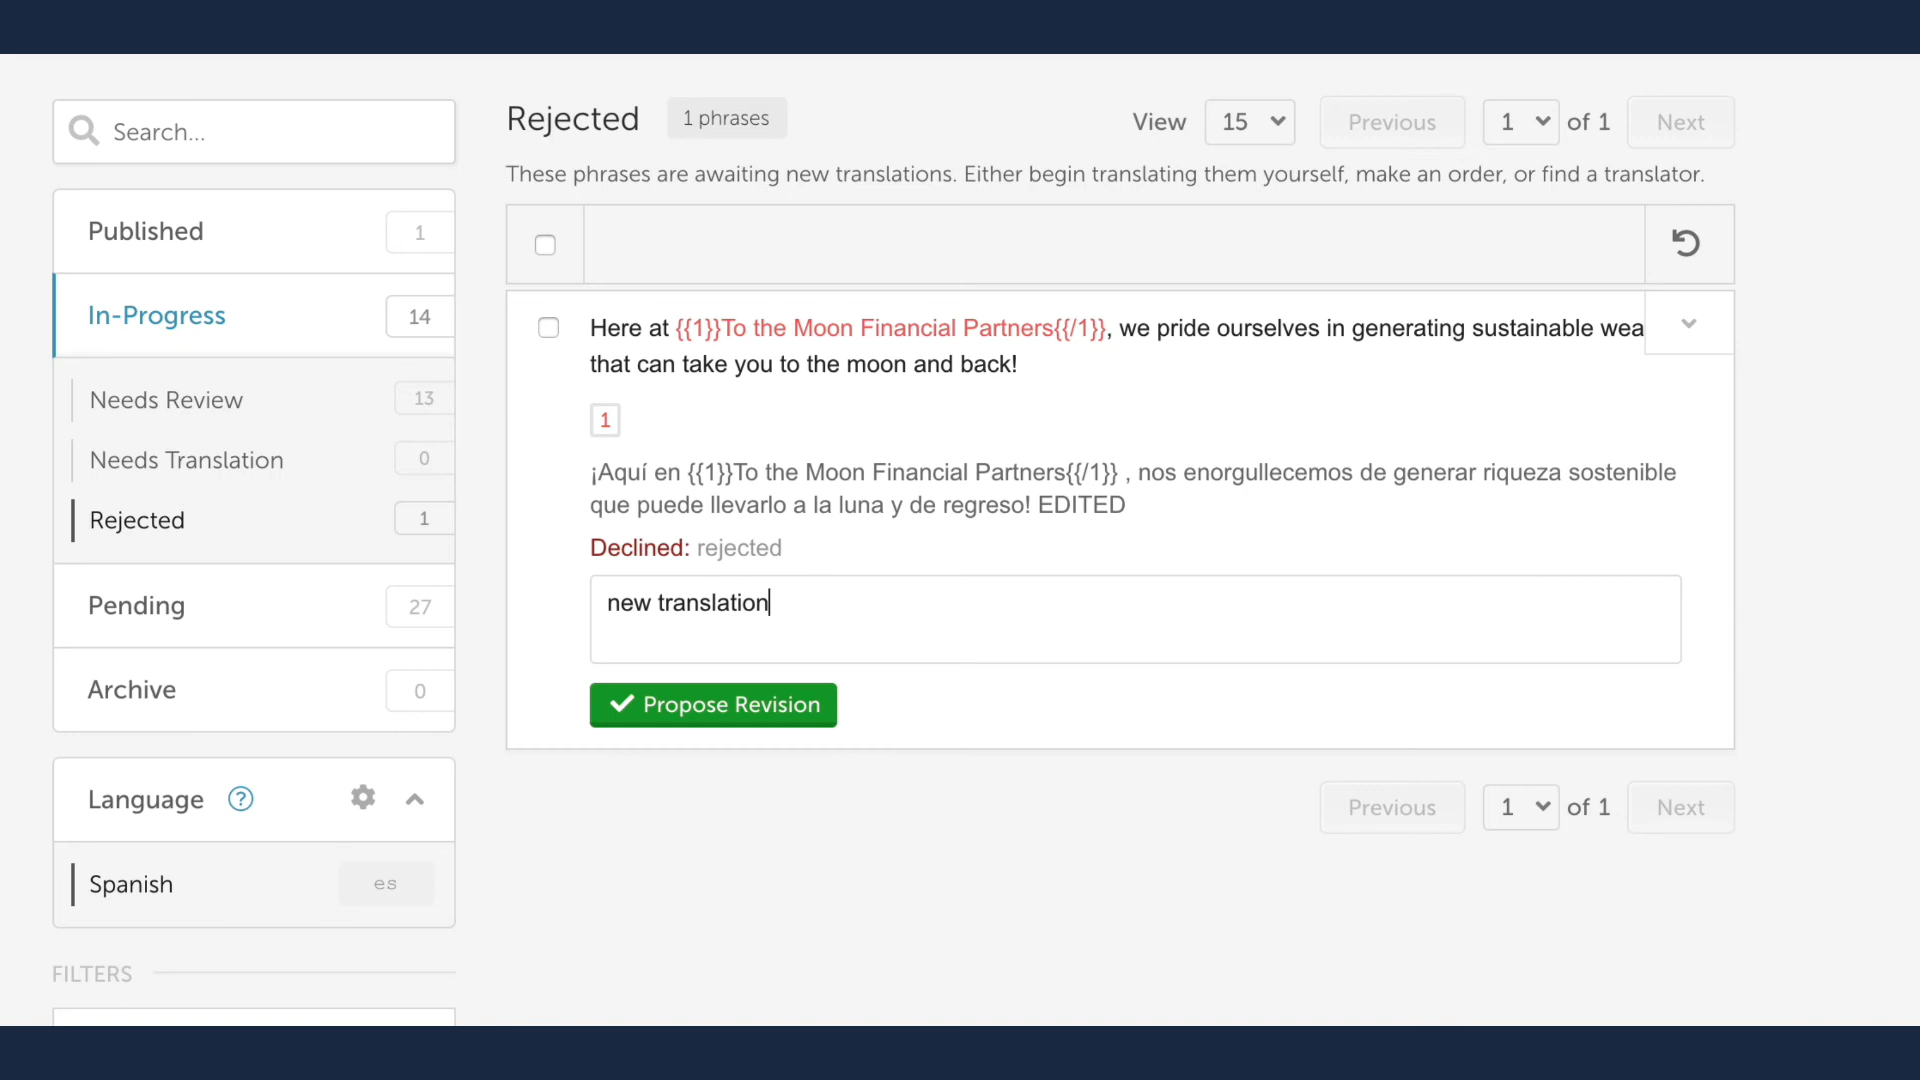 Search...
Published 1
In-Progress 14
Needs Review 13
Needs Translation 0
Rejected 1
Pending 27
Archive 0
Language ?
Spanish es
FILTERS
Rejected 1 phrases
View 15 Previous 1 of 1 Next
These phrases are awaiting new translations. Either begin translating them yourself, make an order, or find a translator.
Here at {{1}}To the Moon Financial Partners{{/1}}, we pride ourselves in generating sustainable wea
that can take you to the moon and back!
1
¡Aquí en {{1}}To the Moon Financial Partners{{/1}} , nos enorgullecemos de generar riqueza sostenible
que puede llevarlo a la luna y de regreso! EDITED
Declined: rejected
new translation
Propose Revision
Previous 1 of 1 Next